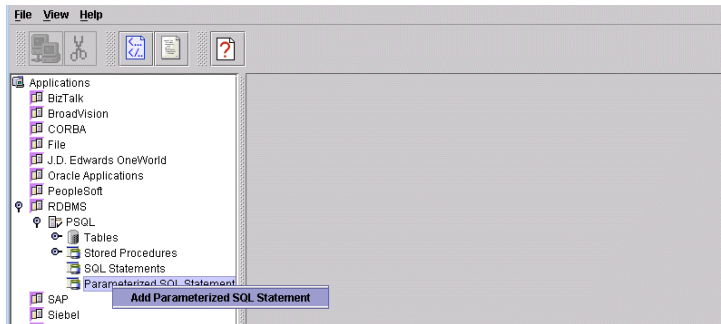 File View Help
Applications
BizTalk
BroadVision
CORBA
File
J.D. Edwards OneWorld
Oracle Applications
PeopleSoft
RDBMS
PSQL
Tables
Stored Procedures
SQL Statements
Parameterized SQL Statement
Add Parameterized SQL Statement
SAP
Siebel